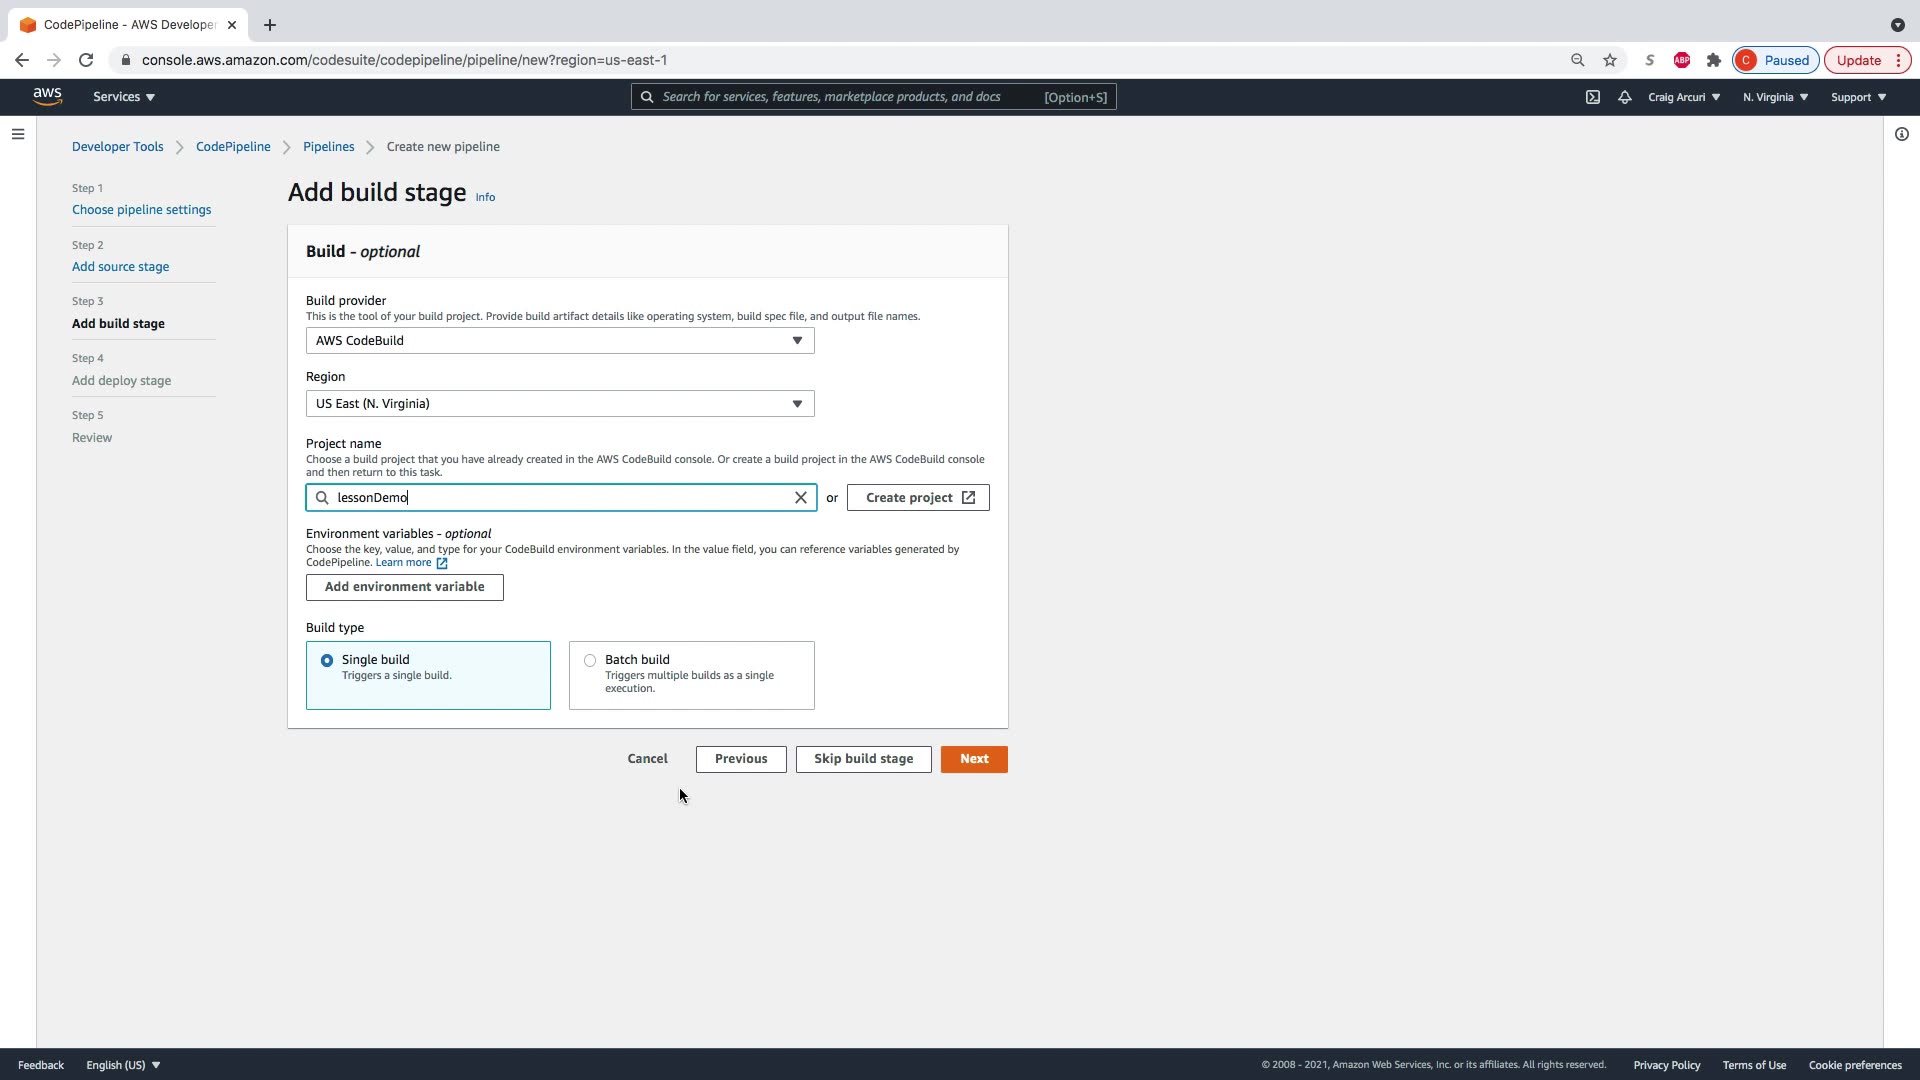 CodePipeline - AWS Developer
console.aws.amazon.com/codesuite/codepipeline/pipeline/new?region=us-east-1
S
ABP
C
Paused
Update
aws
Services
Search for services, features, marketplace products, and docs
[Option+S]
Craig Arcuri
N. Virginia
Support
Developer Tools
CodePipeline
Pipelines
Create new pipeline
Step 1
Choose pipeline settings
Step 2
Add source stage
Step 3
Add build stage
Step 4
Add deploy stage
Step 5
Review
Add build stage Info
Build - optional
Build provider
This is the tool of your build project. Provide build artifact details like operating system, build spec file, and output file names.
AWS CodeBuild
Region
US East (N. Virginia)
Project name
Choose a build project that you have already created in the AWS CodeBuild console. Or create a build project in the AWS CodeBuild console
and then return to this task.
lessonDemo
or
Create project
Environment variables - optional
Choose the key, value, and type for your CodeBuild environment variables. In the value field, you can reference variables generated by
CodePipeline. Learn more
Add environment variable
Build type
Single build
Triggers a single build.
Batch build
Triggers multiple builds as a single
execution.
Cancel
Previous
Skip build stage
Next
Feedback
English (US)
© 2008 - 2021, Amazon Web Services, Inc. or its affiliates. All rights reserved.
Privacy Policy
Terms of Use
Cookie preferences